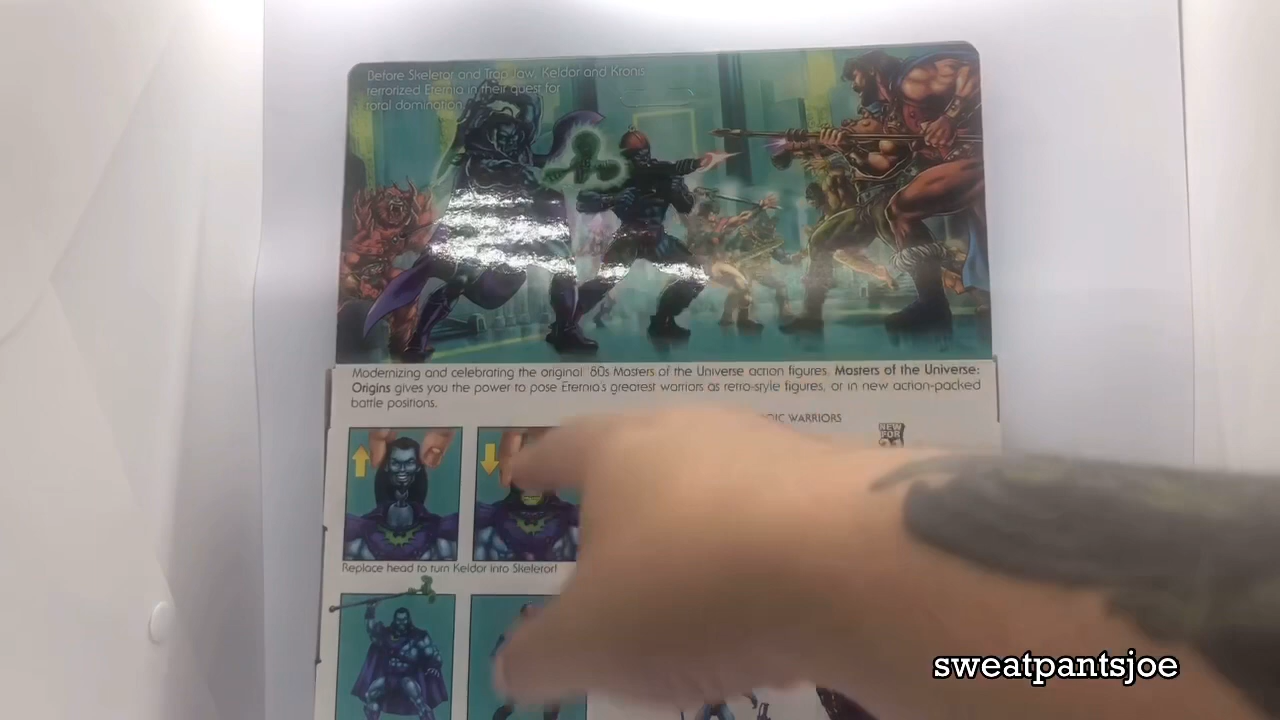 Before Skeletor and Trap Jaw, Keldor and Kronis
terrorized Eternia in their quest for
total domination.
Modernizing and celebrating the original '80s Masters of the Universe action figures, Masters of the Universe:
Origins gives you the power to pose Eternia's greatest warriors as retro-style figures, or in new action-packed
battle positions.
WARRIORS
NEW
FOR
Replace head to turn Keldor into Skeletor!
sweatpantsjoe